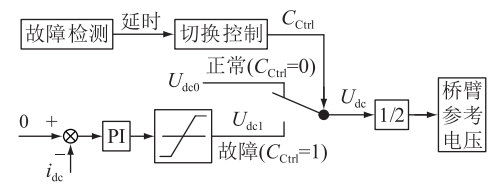 故障检测
延时
切换控制
C_Ctrl
正常(C_Ctrl=0)
U_dc0
U_dc
1/2
桥臂
参考
电压
0
+
−
i_dc
PI
U_dc1
故障(C_Ctrl=1)